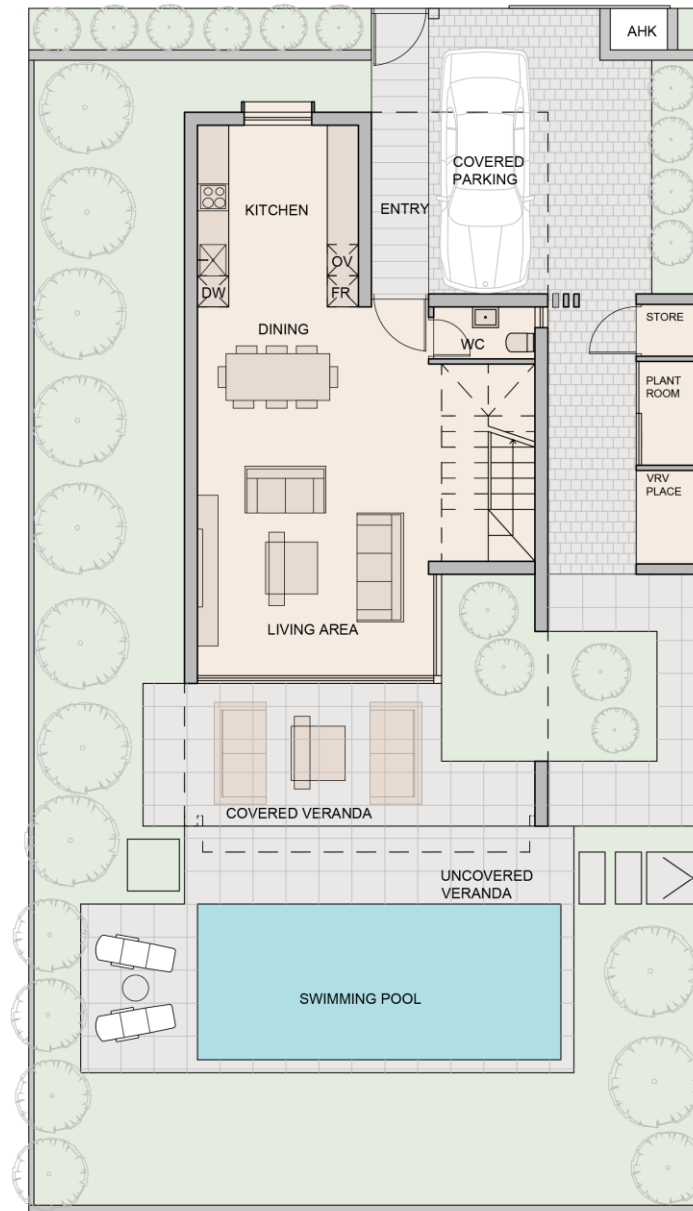 AHK
COVERED
PARKING
KITCHEN
ENTRY
OV
DW
FR
STORE
DINING
WC
PLANT
ROOM
VRV
PLACE
LIVING AREA
COVERED VERANDA
UNCOVERED
VERANDA
SWIMMING POOL